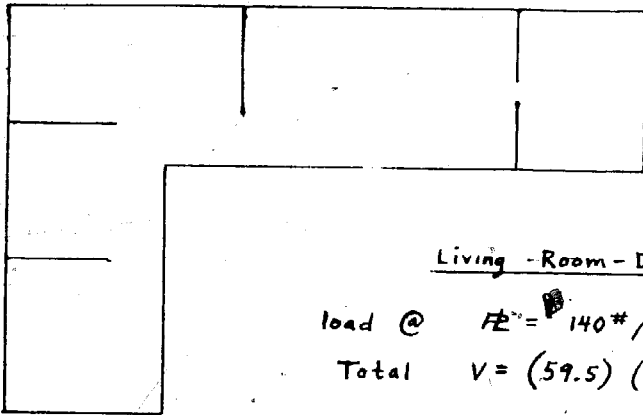 Living - Room - D
load @ = 140 #/
Total V = (59.5) (